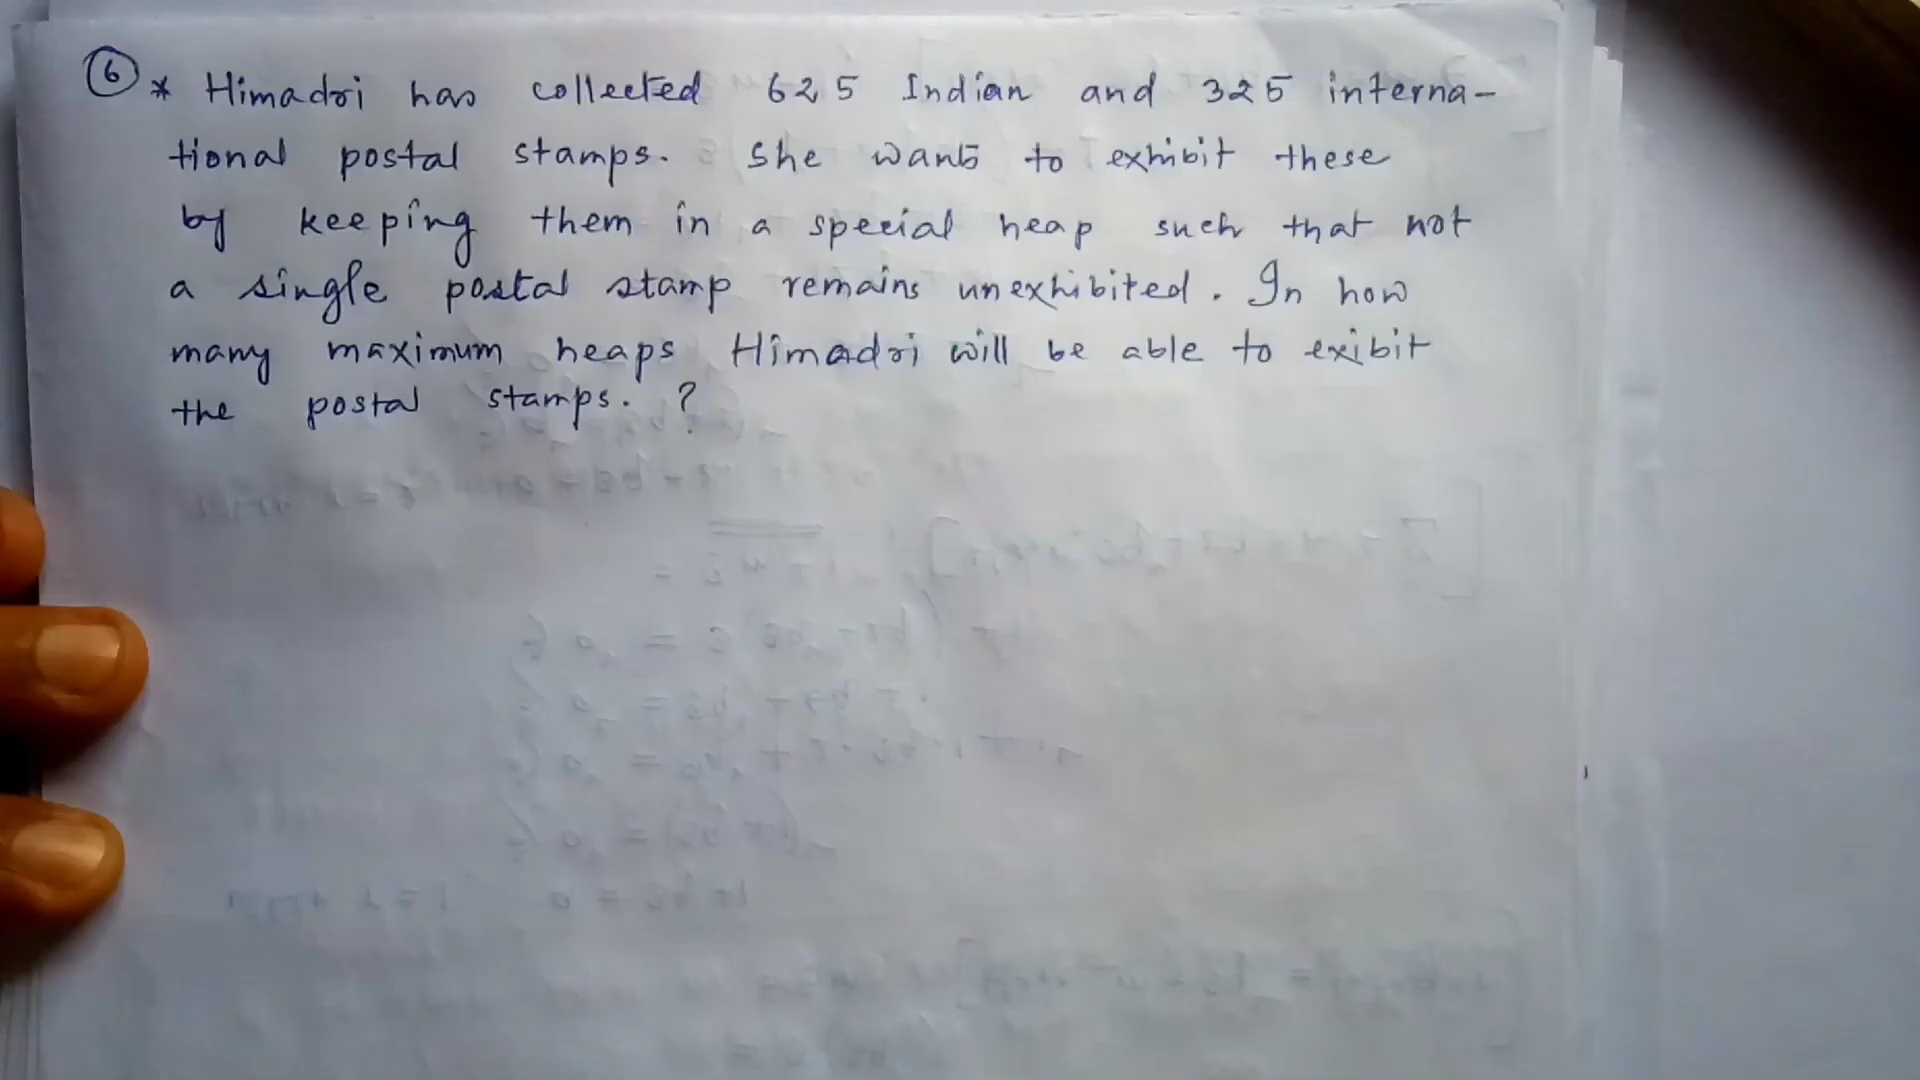 6 * Himadri has collected 625 Indian and 325 interna-
tional postal stamps. She wants to exhibit these
by keeping them in a special heap such that not
a single postal stamp remains unexhibited. In how
many maximum heaps Himadri will be able to exibit
the postal stamps. ?